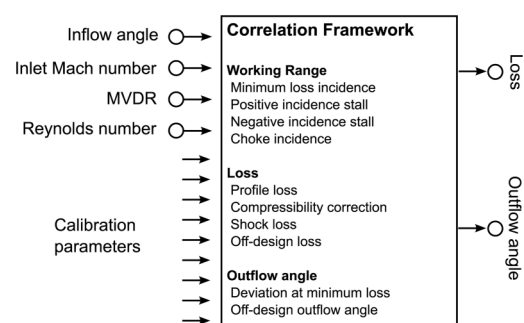 Correlation Framework
Inflow angle
Inlet Mach number
MVDR
Reynolds number
Calibration
parameters
Working Range
Minimum loss incidence
Positive incidence stall
Negative incidence stall
Choke incidence
Loss
Profile loss
Compressibility correction
Shock loss
Off-design loss
Outflow angle
Deviation at minimum loss
Off-design outflow angle
Loss
Outflow angle